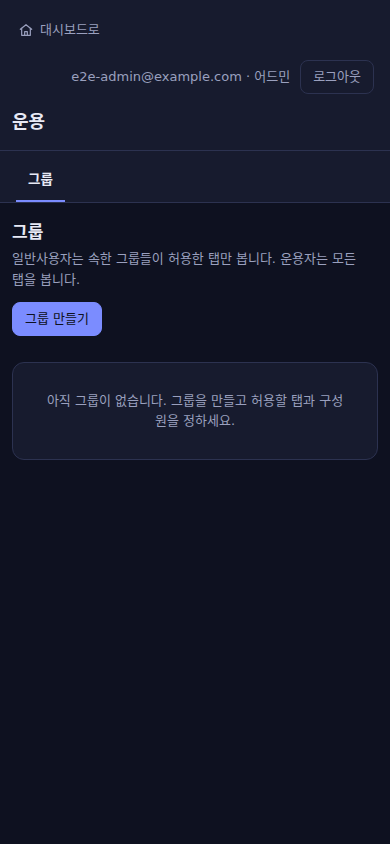 대시보드로
e2e-admin@example.com · 어드민
로그아웃
운용
그룹
그룹
일반사용자는 속한 그룹들이 허용한 탭만 봅니다. 운용자는 모든
탭을 봅니다.
그룹 만들기
아직 그룹이 없습니다. 그룹을 만들고 허용할 탭과 구성
원을 정하세요.